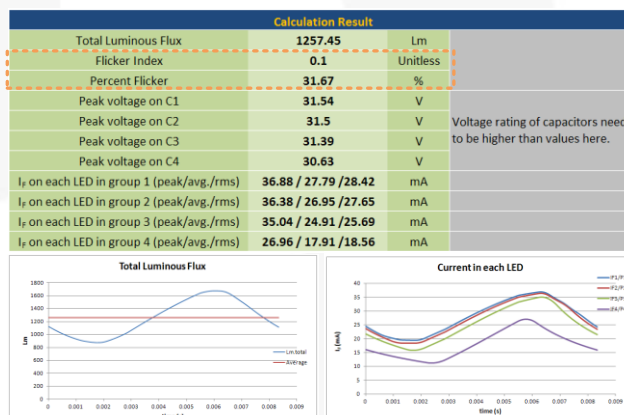 Calculation Result
Total Luminous Flux 1257.45 Lm
Flicker Index 0.1 Unitless
Percent Flicker 31.67 %
Peak voltage on C1 31.54 V
Peak voltage on C2 31.5 V
Voltage rating of capacitors need
Peak voltage on C3 31.39 V
to be higher than values here.
Peak voltage on C4 30.63 V
IF on each LED in group 1 (peak/avg./rms) 36.88 / 27.79 /28.42 mA
IF on each LED in group 2 (peak/avg./rms) 36.38 / 26.95 / 27.65 mA
IF on each LED in group 3 (peak/avg./rms) 35.04 / 24.91 /25.69 mA
IF on each LED in group 4 (peak/avg./rms) 26.96 / 17.91 /18.56 mA
Total Luminous Flux
Lm
1800
1600
1400
1200
1000
800
600
400
200
0
0 0.001 0.002 0.003 0.004 0.005 0.006 0.007 0.008 0.009
Lm total
Average
Current in each LED
IF (mA)
40
35
30
25
20
15
10
5
0
0 0.001 0.002 0.003 0.004 0.005 0.006 0.007 0.008 0.009
time (s)
IF1/P
IF2/P
IF3/P
IF4/P